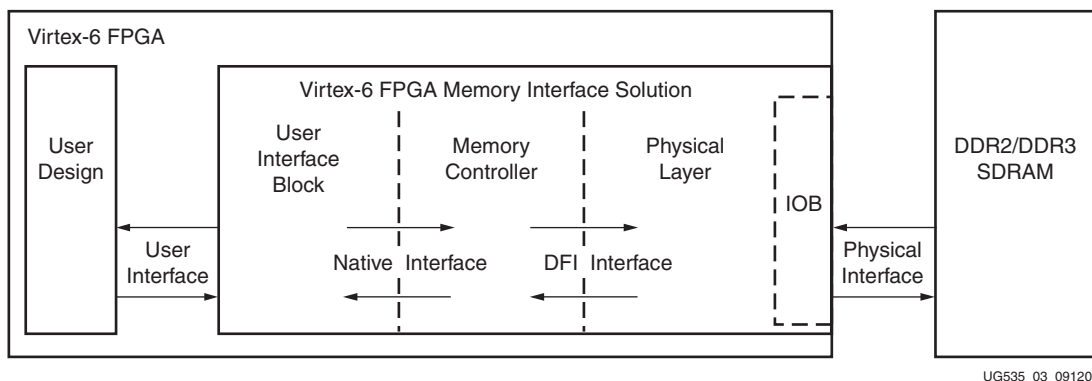 Virtex-6 FPGA
Virtex-6 FPGA Memory Interface Solution
User
Design
User
Interface
Block
Memory
Controller
Physical
Layer
IOB
DDR2/DDR3
SDRAM
User
Interface
Native Interface
DFI Interface
Physical
Interface
UG535_03_09120